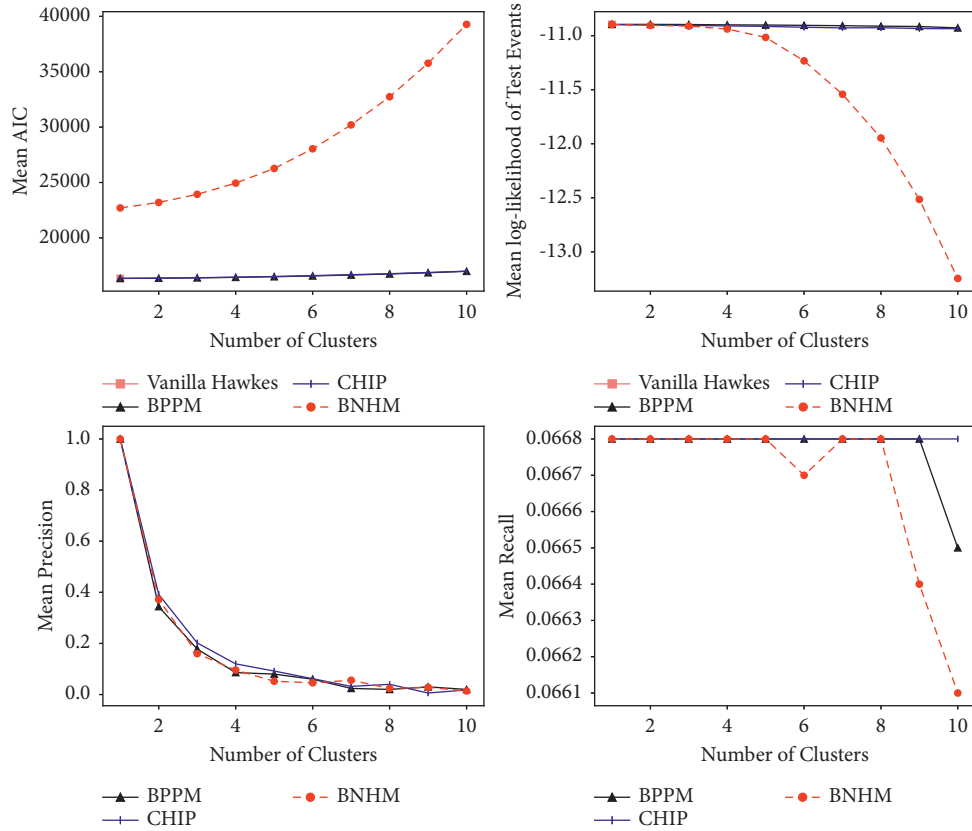 40000
35000
30000
25000
20000
Mean AIC
2 4 6 8 10
Number of Clusters
Vanilla Hawkes
CHIP
BPPM
BNHM
-11.0
-11.5
-12.0
-12.5
-13.0
Mean log-likelihood of Test Events
2 4 6 8 10
Number of Clusters
Vanilla Hawkes
CHIP
BPPM
BNHM
1.0
0.8
0.6
0.4
0.2
0.0
Mean Precision
2 4 6 8 10
Number of Clusters
BPPM
BNHM
CHIP
0.0668
0.0667
0.0666
0.0665
0.0664
0.0663
0.0662
0.0661
Mean Recall
2 4 6 8 10
Number of Clusters
BPPM
BNHM
CHIP